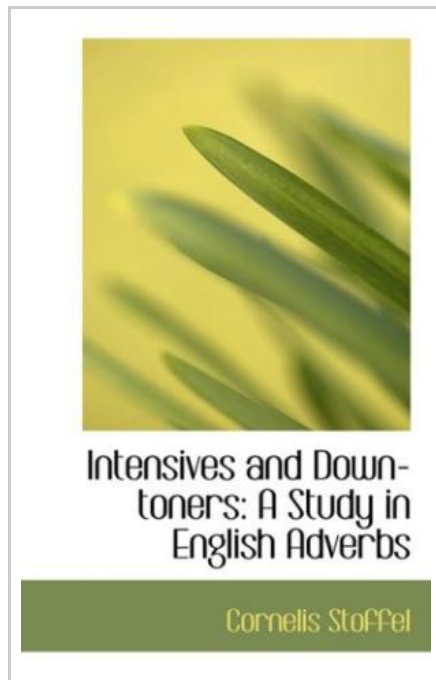 Intensives and Down-
toners: A Study in
English Adverbs
Cornelis Stoffel